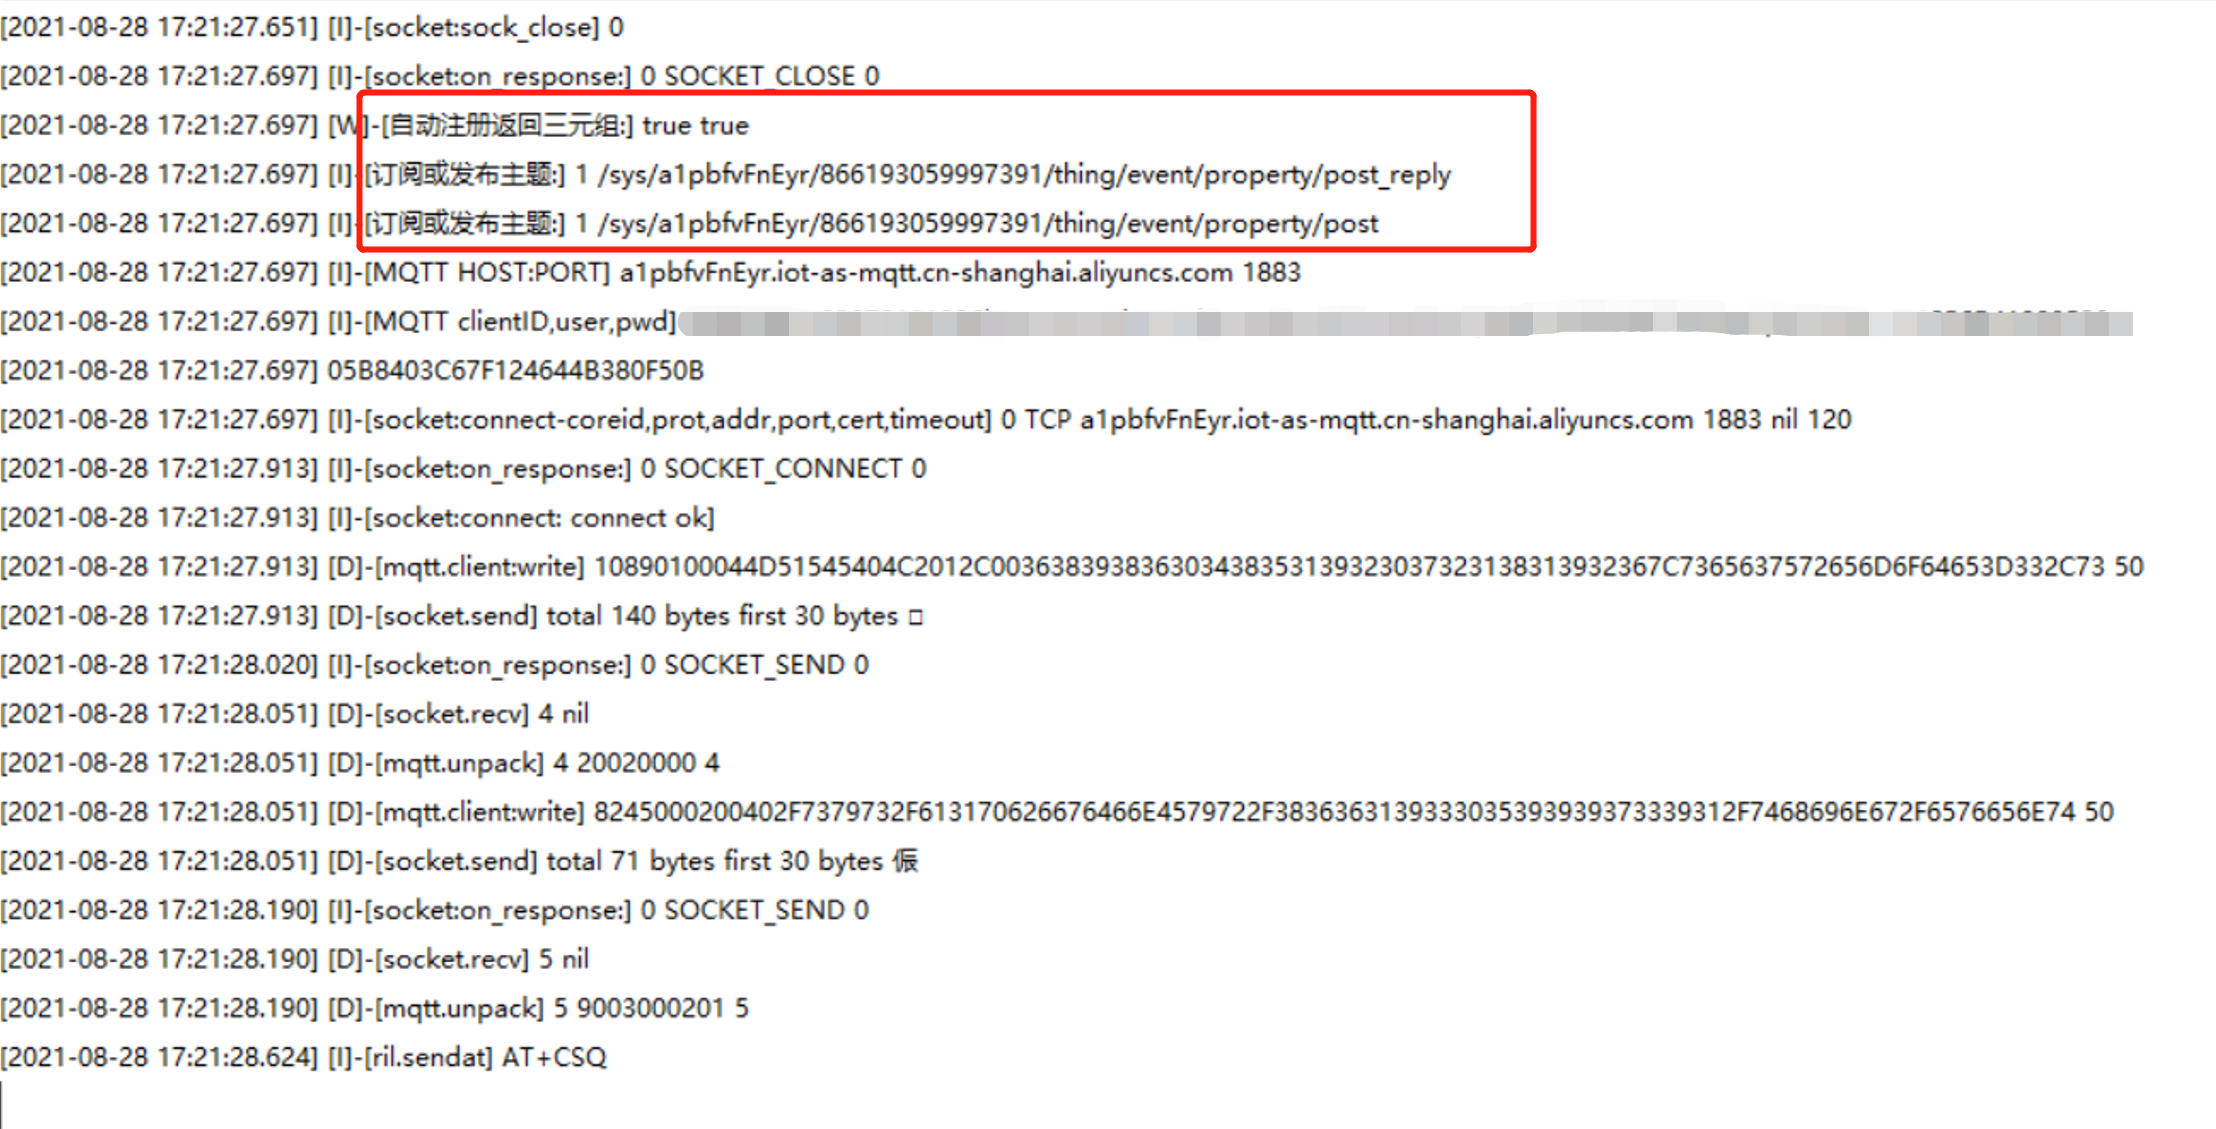 [2021-08-28 17:21:27.651] [I]-[socket:sock_close] 0
[2021-08-28 17:21:27.697] [I]-[socket:on_response:] 0 SOCKET_CLOSE 0
[2021-08-28 17:21:27.697] [W]-[自动注册返回三元组:] true true
[2021-08-28 17:21:27.697] [I]-[订阅或发布主题:] 1 /sys/a1pbfvFnEyr/866193059997391/thing/event/property/post_reply
[2021-08-28 17:21:27.697] [I]-[订阅或发布主题:] 1 /sys/a1pbfvFnEyr/866193059997391/thing/event/property/post
[2021-08-28 17:21:27.697] [I]-[MQTT HOST:PORT] a1pbfvFnEyr.iot-as-mqtt.cn-shanghai.aliyuncs.com 1883
[2021-08-28 17:21:27.697] [I]-[MQTT clientID,user,pwd]
[2021-08-28 17:21:27.697] 05B8403C67F124644B380F50B
[2021-08-28 17:21:27.697] [I]-[socket:connect-coreid,prot,addr,port,cert,timeout] 0 TCP a1pbfvFnEyr.iot-as-mqtt.cn-shanghai.aliyuncs.com 1883 nil 120
[2021-08-28 17:21:27.913] [I]-[socket:on_response:] 0 SOCKET_CONNECT 0
[2021-08-28 17:21:27.913] [I]-[socket:connect: connect ok]
[2021-08-28 17:21:27.913] [D]-[mqtt.client:write] 10890100044D51545404C2012C003638393836303438353139323037323138313932367C7365637572656D6F64653D332C73 50
[2021-08-28 17:21:27.913] [D]-[socket.send] total 140 bytes first 30 bytes □
[2021-08-28 17:21:28.020] [I]-[socket:on_response:] 0 SOCKET_SEND 0
[2021-08-28 17:21:28.051] [D]-[socket.recv] 4 nil
[2021-08-28 17:21:28.051] [D]-[mqtt.unpack] 4 20020000 4
[2021-08-28 17:21:28.051] [D]-[mqtt.client:write] 8245000200402F7379732F613170626676466E4579722F3836363139333035393939373339312F7468696E672F6576656E74 50
[2021-08-28 17:21:28.051] [D]-[socket.send] total 71 bytes first 30 bytes 侲
[2021-08-28 17:21:28.190] [I]-[socket:on_response:] 0 SOCKET_SEND 0
[2021-08-28 17:21:28.190] [D]-[socket.recv] 5 nil
[2021-08-28 17:21:28.190] [D]-[mqtt.unpack] 5 9003000201 5
[2021-08-28 17:21:28.624] [I]-[ril.sendat] AT+CSQ